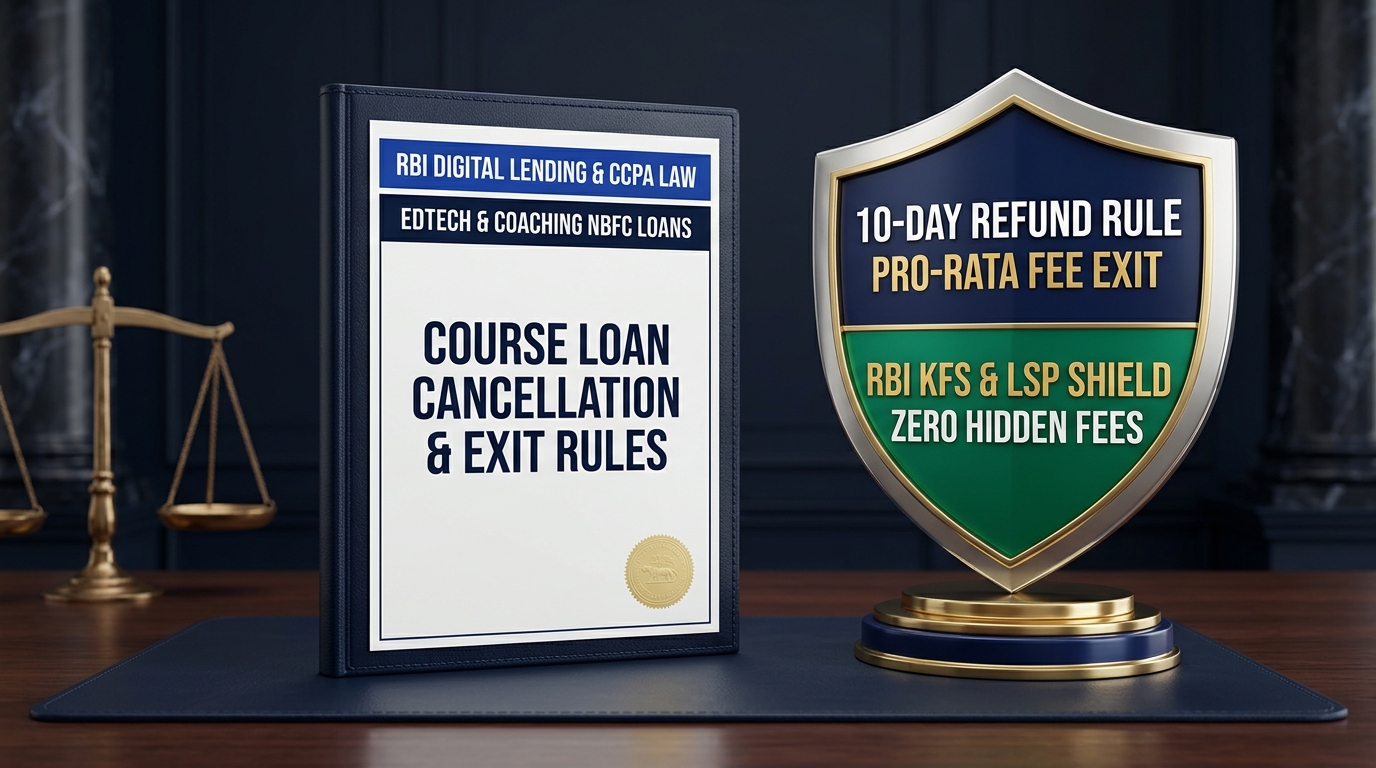 RBI DIGITAL LENDING & CCPA LAW
EDTECH & COACHING NBFC LOANS
COURSE LOAN
CANCELLATION
& EXIT RULES
10-DAY REFUND RULE
PRO-RATA FEE EXIT
RBI KFS & LSP SHIELD
ZERO HIDDEN FEES